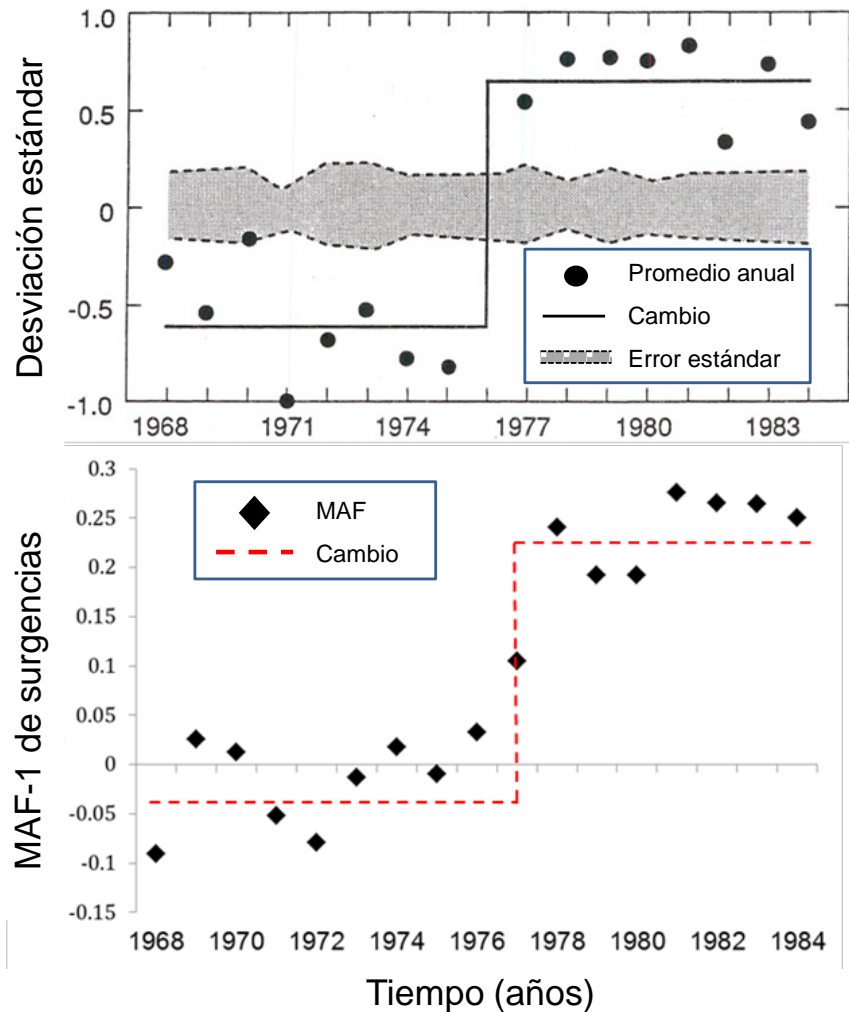 Desviación estándar
1.0
0.5
0
-0.5
-1.0
Promedio anual
Cambio
Error estándar
1968 1971 1974 1977 1980 1983
MAF-1 de surgencias
0.3
0.25
0.2
0.15
0.1
0.05
0
-0.05
-0.1
-0.15
MAF
Cambio
1968 1970 1972 1974 1976 1978 1980 1982 1984
Tiempo (años)